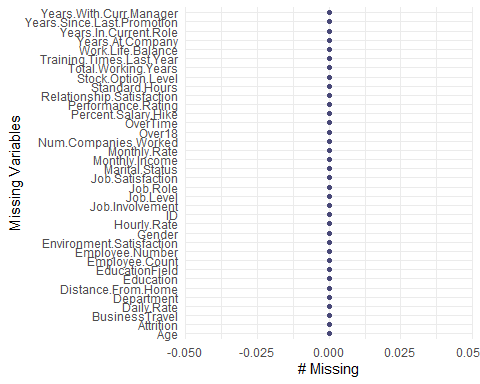 Years.With.Curr.Manager
Years.Since.Last.Promotion
Years.In.Current.Role
Years.At.Company
Work.Life.Balance
Training.Times.Last.Year
Total.Working.Years
Stock.Option.Level
Standard.Hours
Relationship.Satisfaction
Performance.Rating
Percent.Salary.Hike
OverTime
Over18
Num.Companies.Worked
Monthly.Rate
Monthly.Income
Marital.Status
Job.Satisfaction
Job.Role
Job.Level
Job.Involvement
ID
Hourly.Rate
Gender
Environment.Satisfaction
Employee.Number
Employee.Count
EducationField
Education
Distance.From.Home
Department
Daily.Rate
BusinessTravel
Attrition
Age
Missing Variables
-0.050 -0.025 0.000 0.025 0.05
# Missing